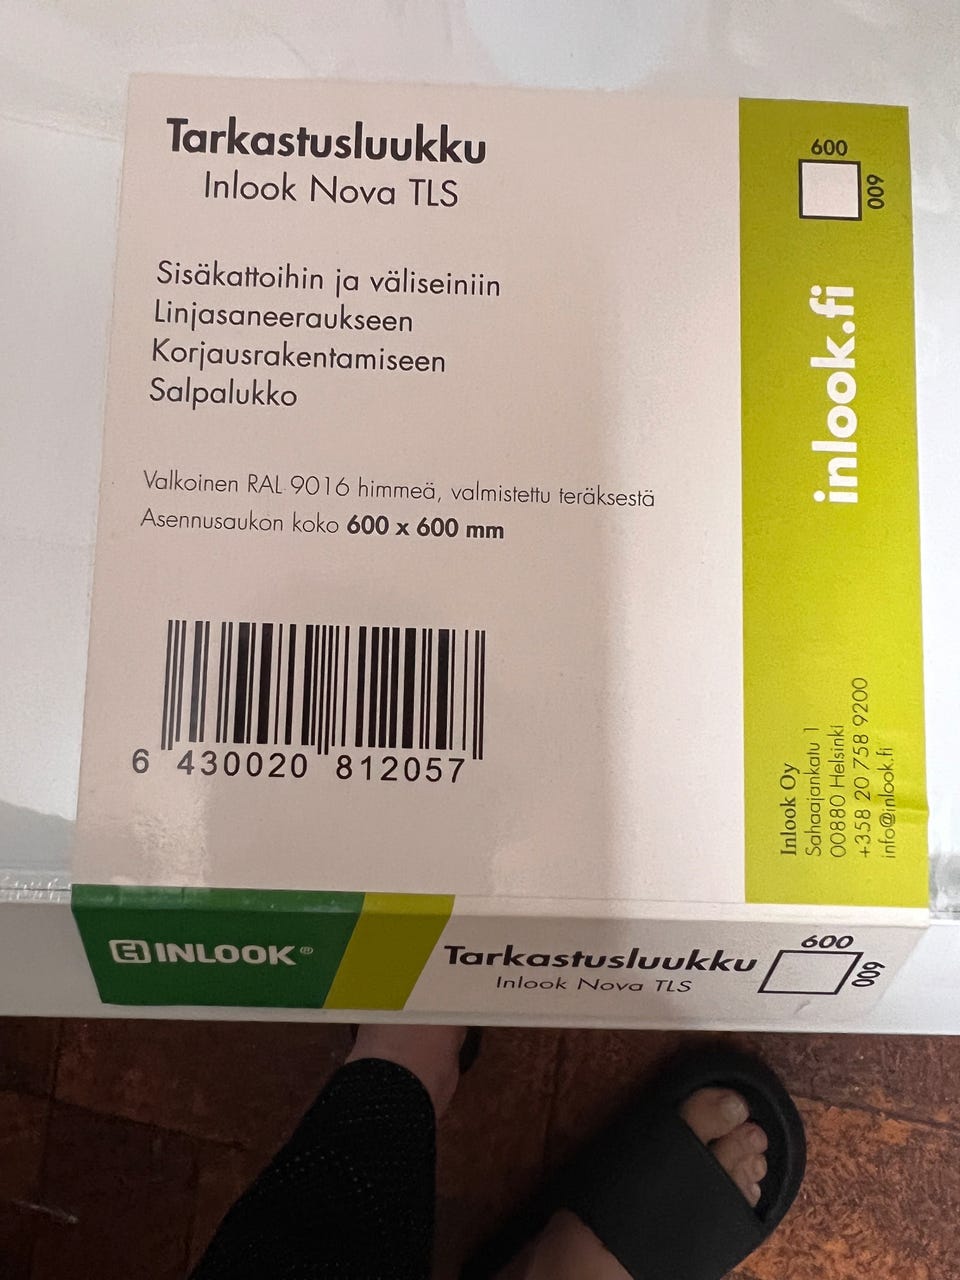 Tarkastusluukku
Inlook Nova TLS
Sisäkattoihin ja väliseiniin
Linjasaneeraukseen
Korjausrakentamiseen
Salpalukko
Valkoinen RAL 9016 himmeä, valmistettu teräksestä
Asennusaukon koko 600 x 600 mm
6 430020 812057
600
600
inlook.fi
Inlook Oy
Sahaajankatu 1
00880 Helsinki
+358 20 758 9200
info@inlook.fi
INLOOK®
Tarkastusluukku
Inlook Nova TLS
600
600